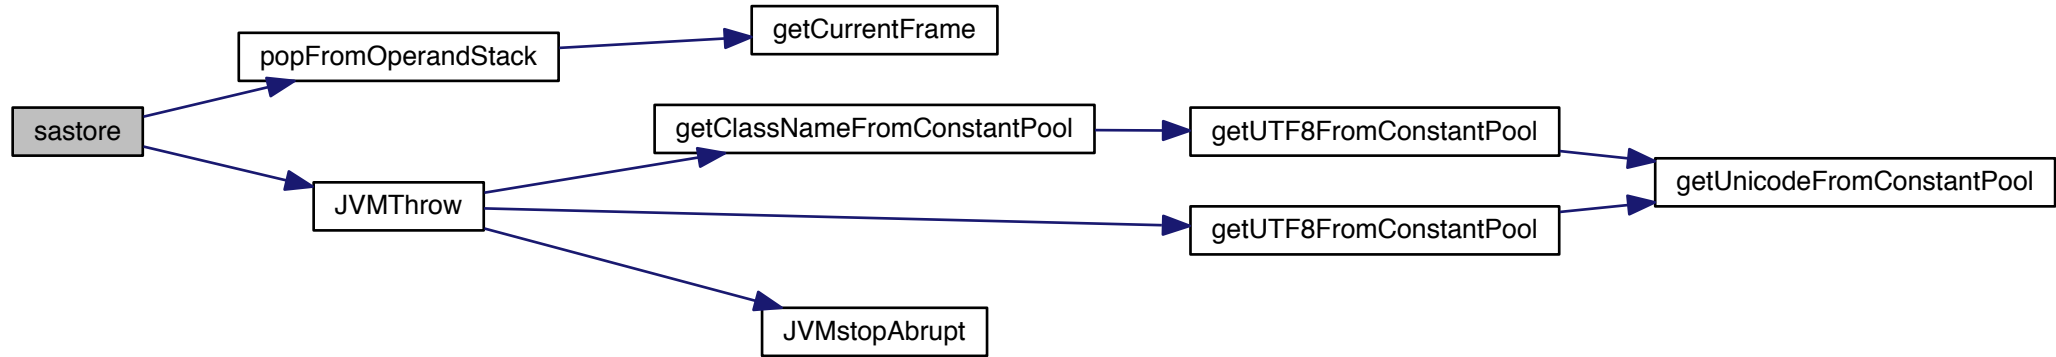 sastore
popFromOperandStack
getCurrentFrame
JVMThrow
getClassNameFromConstantPool
getUTF8FromConstantPool
getUTF8FromConstantPool
getUnicodeFromConstantPool
JVMstopAbrupt